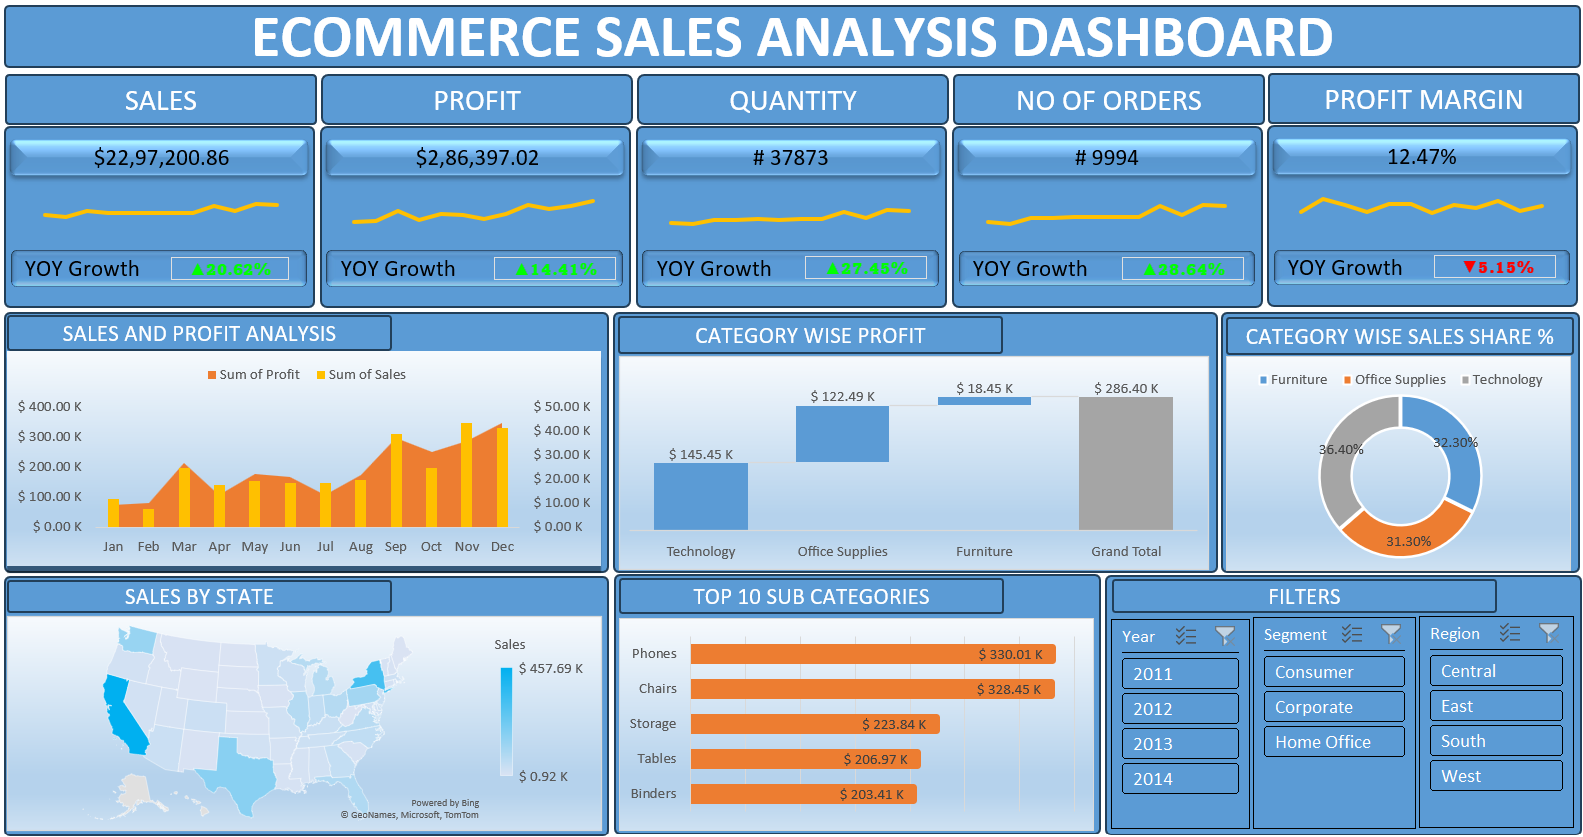 ECOMMERCE SALES ANALYSIS DASHBOARD
SALES
PROFIT
QUANTITY
NO OF ORDERS
PROFIT MARGIN
$22,97,200.86
$2,86,397.02
# 37873
# 9994
12.47%
YOY Growth ▲20.62%
YOY Growth ▲14.41%
YOY Growth ▲27.45%
YOY Growth ▲28.64%
YOY Growth ▼5.15%
SALES AND PROFIT ANALYSIS
Sum of Profit Sum of Sales
$ 400.00 K
$ 300.00 K
$ 200.00 K
$ 100.00 K
$ 0.00 K
$ 50.00 K
$ 40.00 K
$ 30.00 K
$ 20.00 K
$ 10.00 K
$ 0.00 K
Jan Feb Mar Apr May Jun Jul Aug Sep Oct Nov Dec
CATEGORY WISE PROFIT
$ 145.45 K
$ 122.49 K
$ 18.45 K
$ 286.40 K
Technology Office Supplies Furniture Grand Total
CATEGORY WISE SALES SHARE %
Furniture Office Supplies Technology
36.40%
32.30%
31.30%
SALES BY STATE
Sales
$ 457.69 K
$ 0.92 K
Powered by Bing
© GeoNames, Microsoft, TomTom
TOP 10 SUB CATEGORIES
Phones $ 330.01 K
Chairs $ 328.45 K
Storage $ 223.84 K
Tables $ 206.97 K
Binders $ 203.41 K
FILTERS
Year
2011
2012
2013
2014
Segment
Consumer
Corporate
Home Office
Region
Central
East
South
West